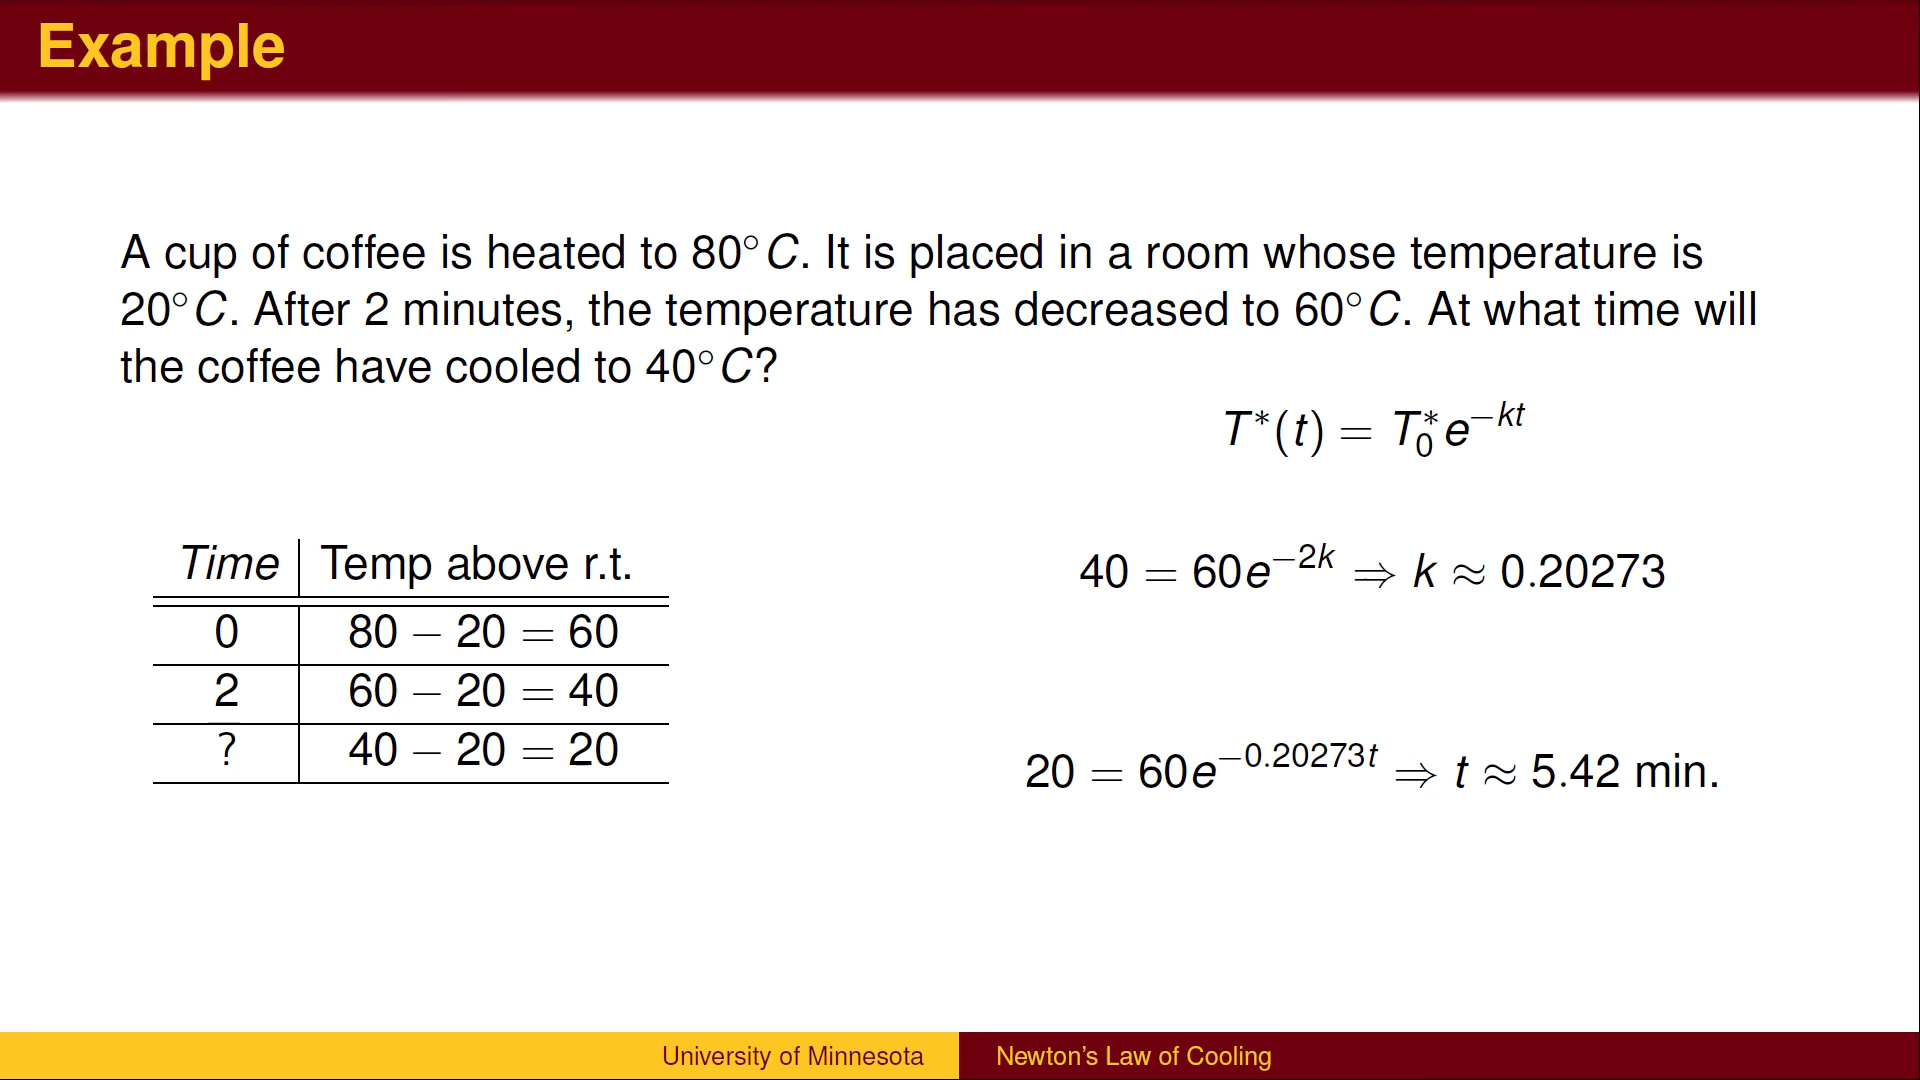 Example
A cup of coffee is heated to 80°C. It is placed in a room whose temperature is
20°C. After 2 minutes, the temperature has decreased to 60°C. At what time will
the coffee have cooled to 40°C?
T*(t) = T₀*e^{−kt}
Time | Temp above r.t.
0 | 80 − 20 = 60
2 | 60 − 20 = 40
? | 40 − 20 = 20
40 = 60e^{−2k} ⇒ k ≈ 0.20273
20 = 60e^{−0.20273t} ⇒ t ≈ 5.42 min.
University of Minnesota
Newton's Law of Cooling